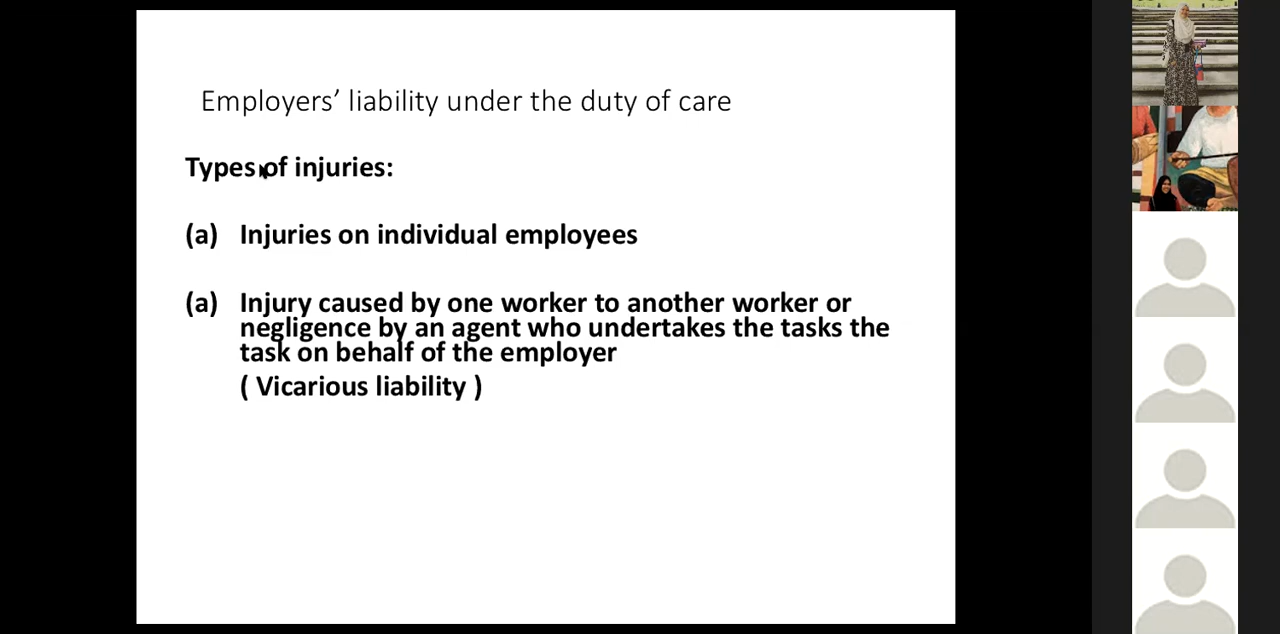 Employers’ liability under the duty of care
Types of injuries:
(a) Injuries on individual employees
(a) Injury caused by one worker to another worker or
negligence by an agent who undertakes the tasks the
task on behalf of the employer
( Vicarious liability )